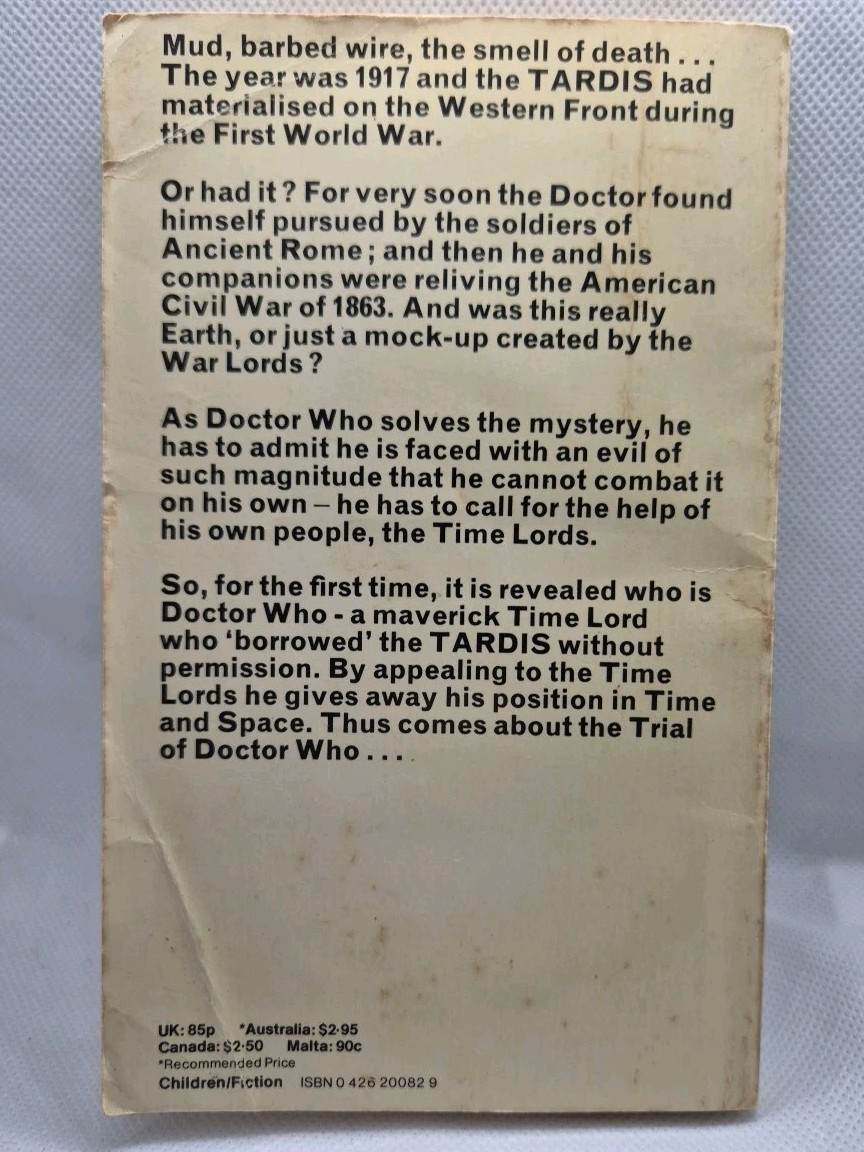 Mud, barbed wire, the smell of death...
The year was 1917 and the TARDIS had
materialised on the Western Front during
the First World War.
Or had it? For very soon the Doctor found
himself pursued by the soldiers of
Ancient Rome; and then he and his
companions were reliving the American
Civil War of 1863. And was this really
Earth, or just a mock-up created by the
War Lords?
As Doctor Who solves the mystery, he
has to admit he is faced with an evil of
such magnitude that he cannot combat it
on his own – he has to call for the help of
his own people, the Time Lords.
So, for the first time, it is revealed who is
Doctor Who - a maverick Time Lord
who ‘borrowed’ the TARDIS without
permission. By appealing to the Time
Lords he gives away his position in Time
and Space. Thus comes about the Trial
of Doctor Who...
UK: 85p *Australia: $2·95
Canada: $2·50 Malta: 90c
*Recommended Price
Children/Fiction ISBN 0 426 20082 9